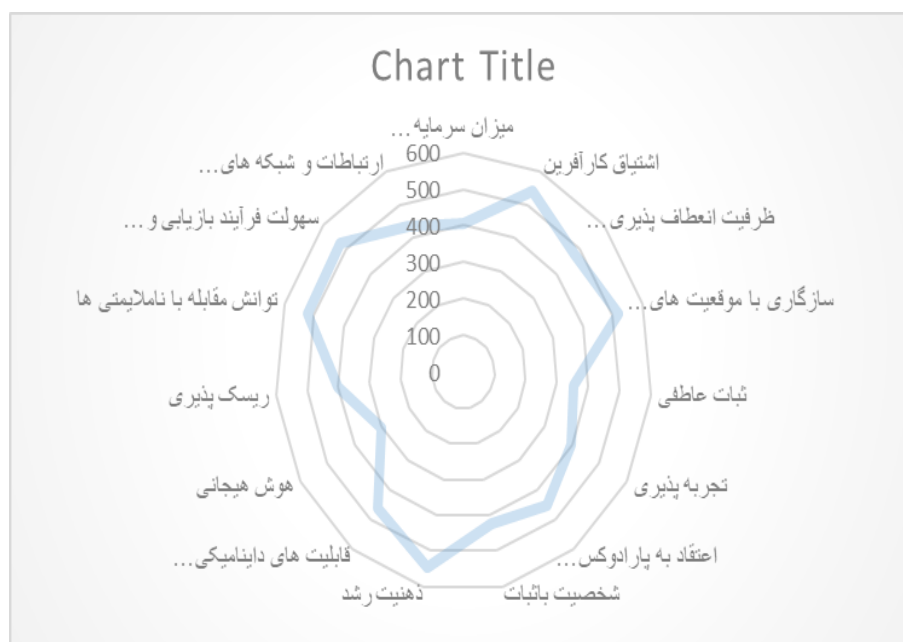 Chart Title
میزان سرمایه...
اشتیاق کارآفرین
ظرفیت انعطاف پذیری...
سازگاری با موقعیت های...
ثبات عاطفی
تجربه پذیری
اعتقاد به پارادوکس...
شخصیت باثبات
ذهنیت رشد
قابلیت های داینامیکی...
هوش هیجانی
ریسک پذیری
توانش مقابله با ناملایمتی ها
سهولت فرآیند بازیابی و...
ارتباطات و شبکه های...
600
500
400
300
200
100
0